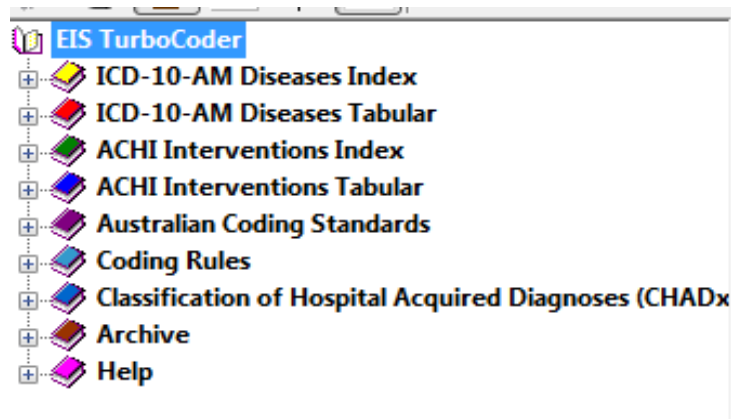 EIS TurboCoder
ICD-10-AM Diseases Index
ICD-10-AM Diseases Tabular
ACHI Interventions Index
ACHI Interventions Tabular
Australian Coding Standards
Coding Rules
Classification of Hospital Acquired Diagnoses (CHADx
Archive
Help